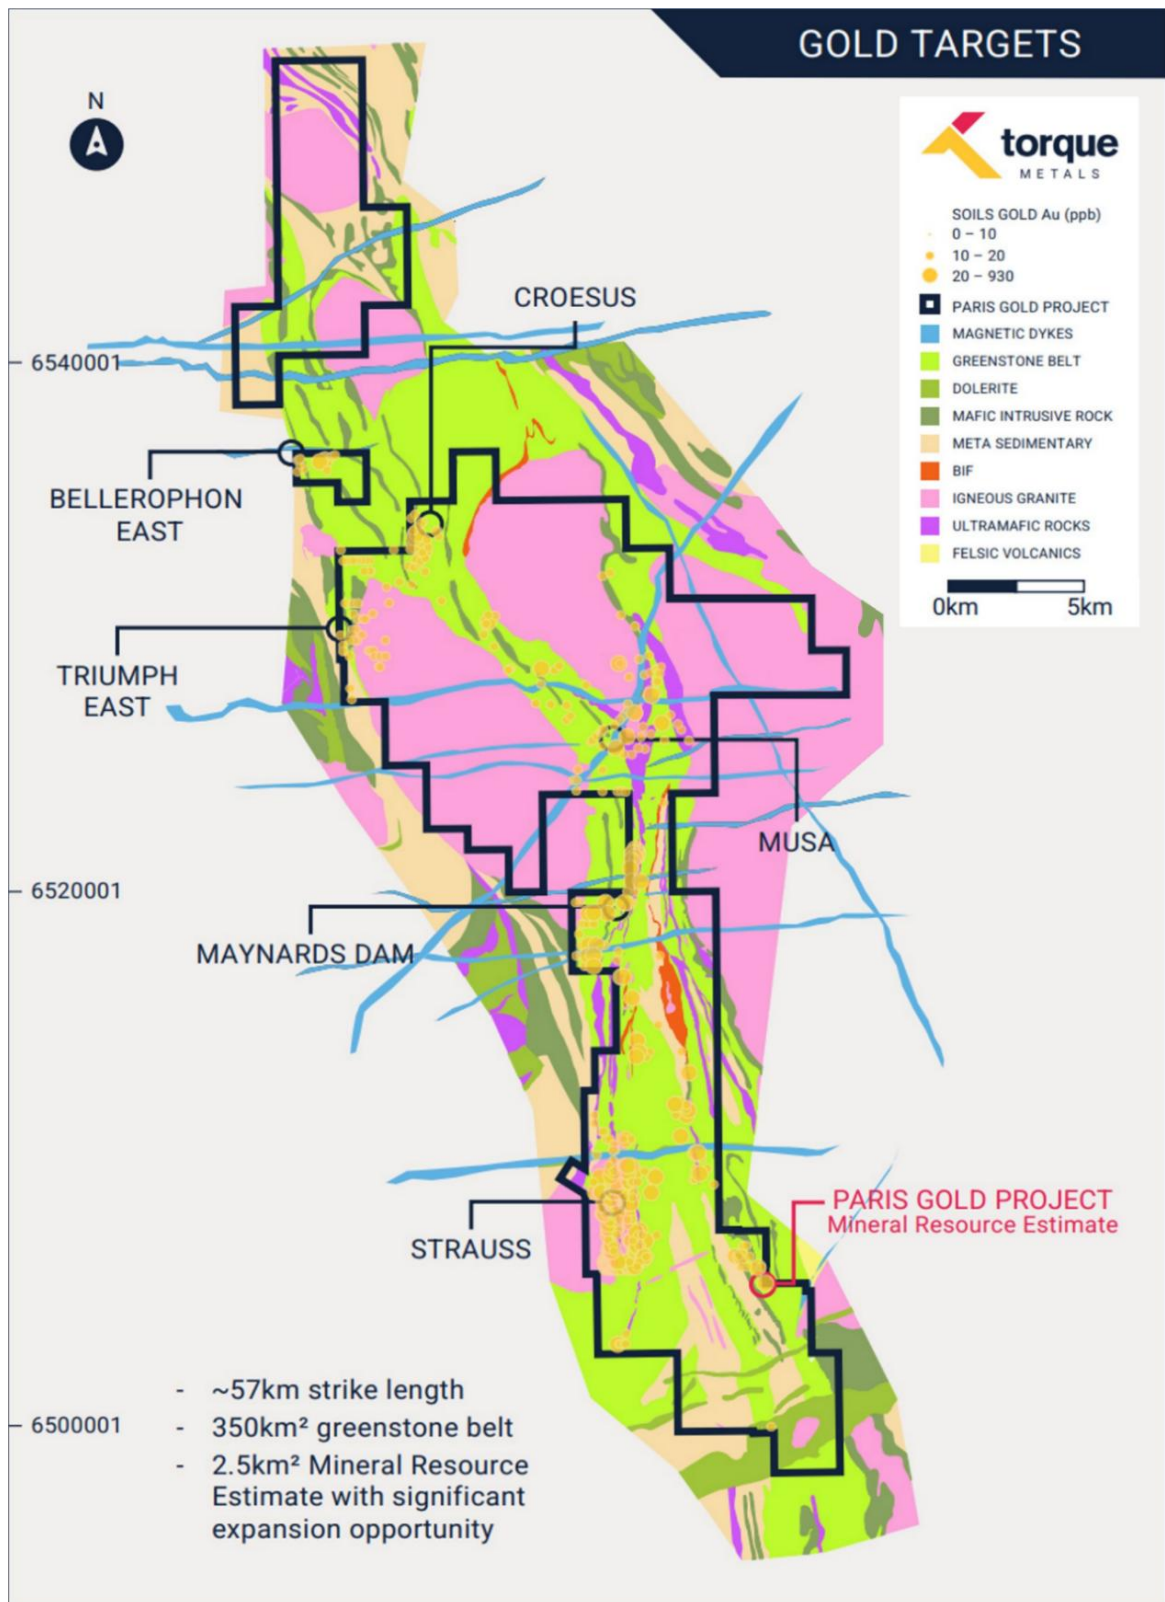 GOLD TARGETS
N
torque
METALS
SOILS GOLD Au (ppb)
0 – 10
10 – 20
20 – 930
PARIS GOLD PROJECT
MAGNETIC DYKES
GREENSTONE BELT
DOLERITE
MAFIC INTRUSIVE ROCK
META SEDIMENTARY
BIF
IGNEOUS GRANITE
ULTRAMAFIC ROCKS
FELSIC VOLCANICS
0km 5km
CROESUS
6540001
BELLEROPHON
EAST
TRIUMPH
EAST
MUSA
6520001
MAYNARDS DAM
STRAUSS
PARIS GOLD PROJECT
Mineral Resource Estimate
6500001
- ~57km strike length
- 350km² greenstone belt
- 2.5km² Mineral Resource
Estimate with significant
expansion opportunity